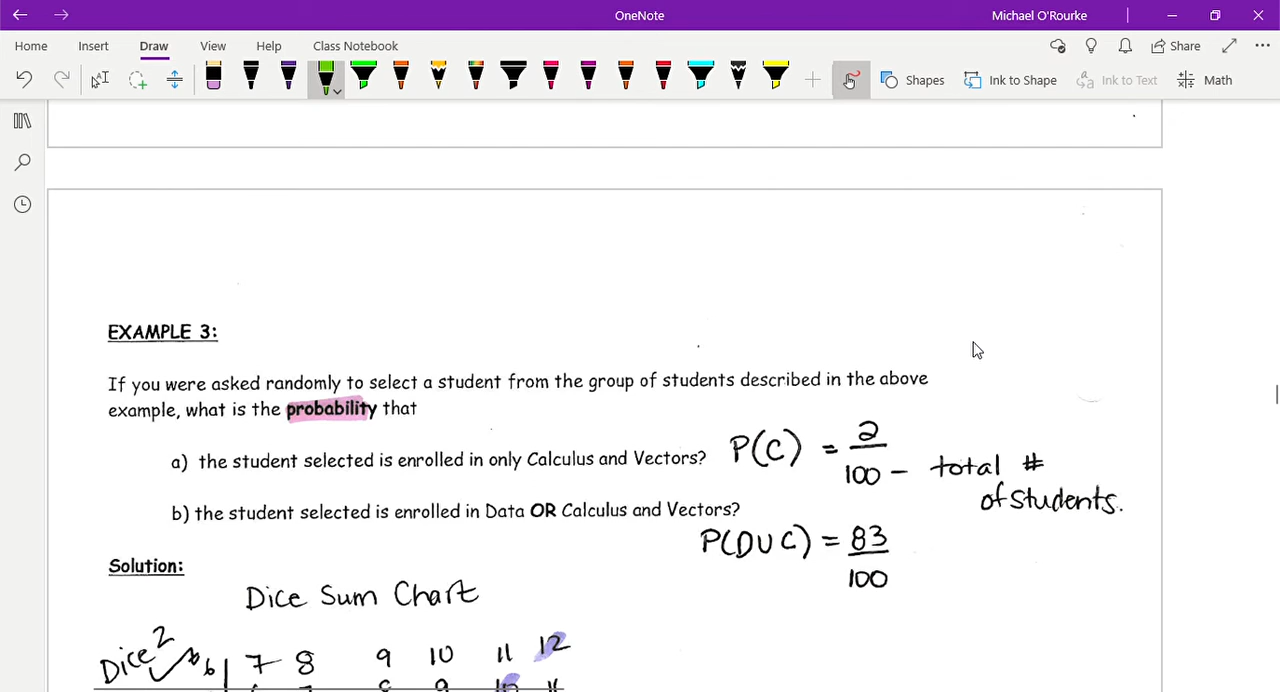 OneNote
Michael O'Rourke
Home Insert Draw View Help Class Notebook
Share
Shapes Ink to Shape Ink to Text Math
EXAMPLE 3:
If you were asked randomly to select a student from the group of students described in the above
example, what is the probability that
a) the student selected is enrolled in only Calculus and Vectors? P(C) = 2/100 - total #
of students.
b) the student selected is enrolled in Data OR Calculus and Vectors?
P(D∪C) = 83/100
Solution:
Dice Sum Chart
Dice 2
6 7 8 9 10 11 12